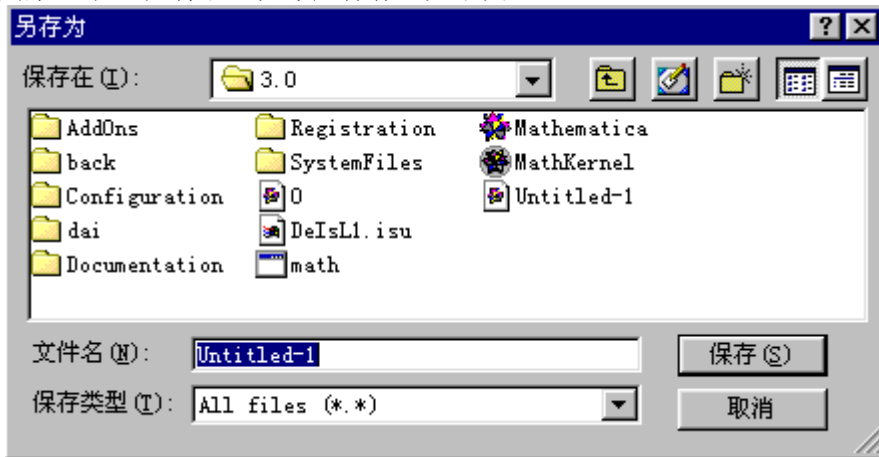 另存为
保存在(I): 3.0
AddOns Registration Mathematica
back SystemFiles MathKernel
Configuration 0 Untitled-1
dai DeIsL1.isu
Documentation math
文件名(N): Untitled-1 保存(S)
保存类型(T): All files (*.*) 取消